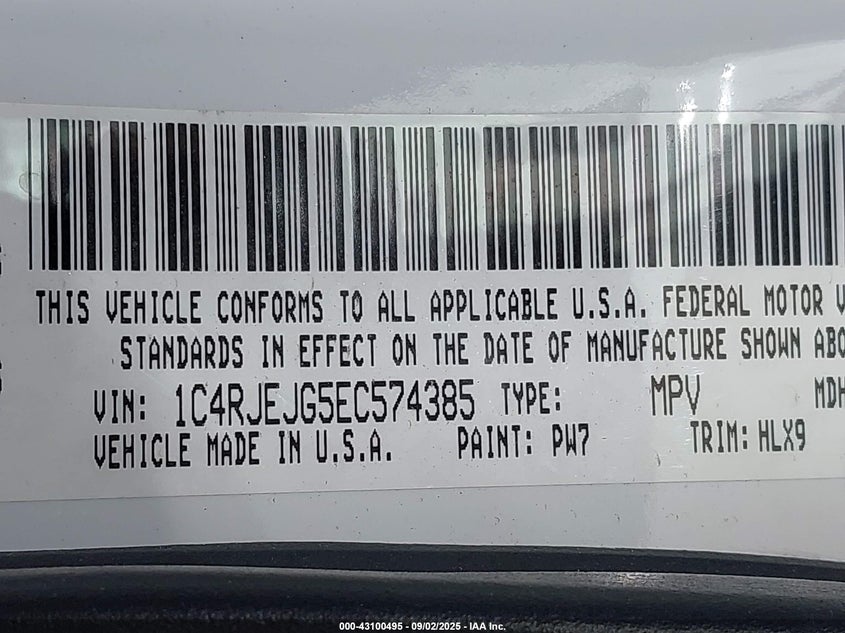 THIS VEHICLE CONFORMS TO ALL APPLICABLE U.S.A. FEDERAL MOTOR V
STANDARDS IN EFFECT ON THE DATE OF MANUFACTURE SHOWN ABO
VIN: 1C4RJEJG5EC574385 TYPE: MPV MDH
VEHICLE MADE IN U.S.A. PAINT: PW7 TRIM: HLX9
000-43100495 - 09/02/2025 - IAA Inc.